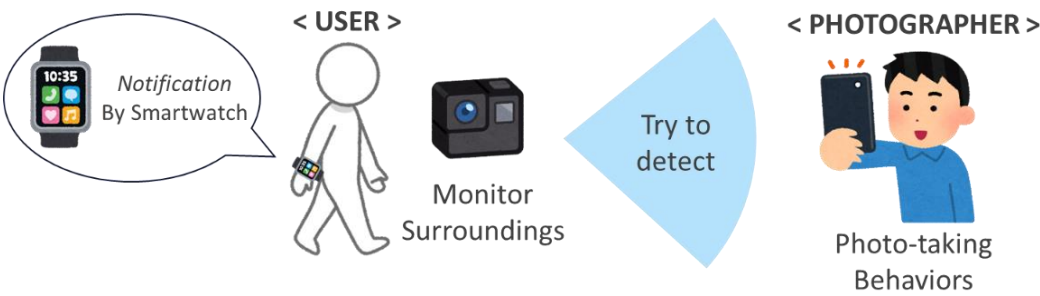 < USER >
< PHOTOGRAPHER >
10:35
Notification
By Smartwatch
Monitor
Surroundings
Try to
detect
Photo-taking
Behaviors